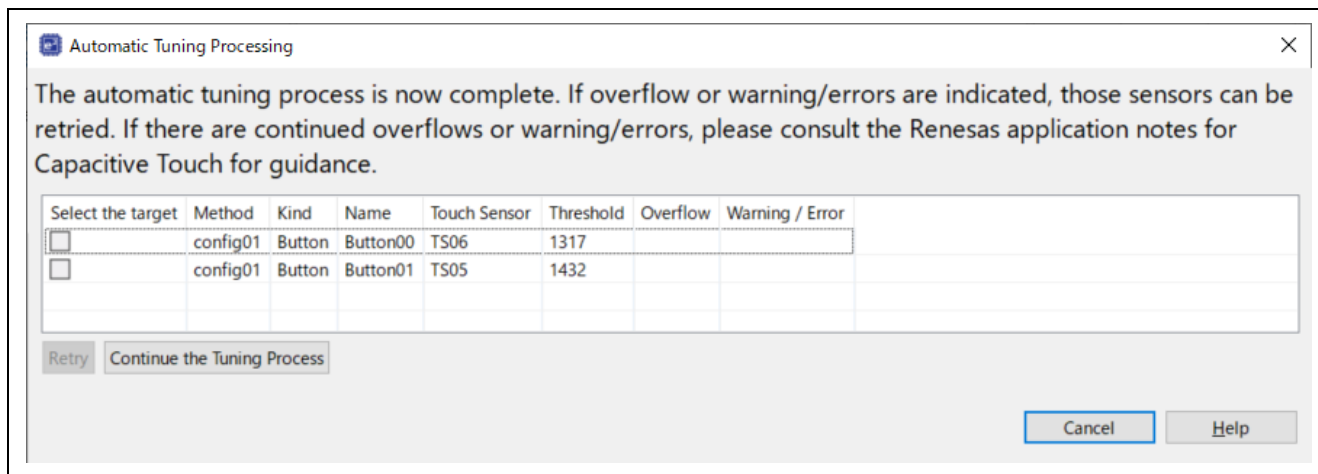 Automatic Tuning Processing
The automatic tuning process is now complete. If overflow or warning/errors are indicated, those sensors can be
retried. If there are continued overflows or warning/errors, please consult the Renesas application notes for
Capacitive Touch for guidance.
Select the target Method Kind Name Touch Sensor Threshold Overflow Warning / Error
config01 Button Button00 TS06 1317
config01 Button Button01 TS05 1432
Retry Continue the Tuning Process
Cancel Help